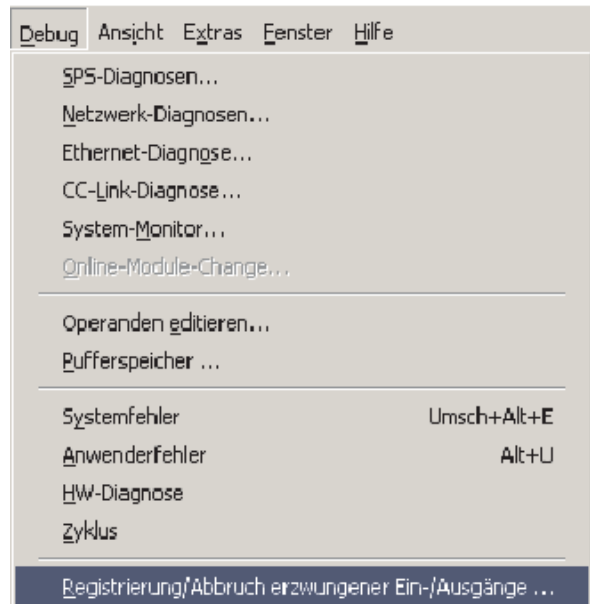 Debug Ansicht Extras Fenster Hilfe
SPS-Diagnosen...
Netzwerk-Diagnosen...
Ethernet-Diagnose...
CC-Link-Diagnose...
System-Monitor...
Online-Module-Change...
Operanden editieren...
Pufferspeicher ...
Systemfehler Umsch+Alt+E
Anwenderfehler Alt+U
HW-Diagnose
Zyklus
Registrierung/Abbruch erzwungener Ein-/Ausgänge ...